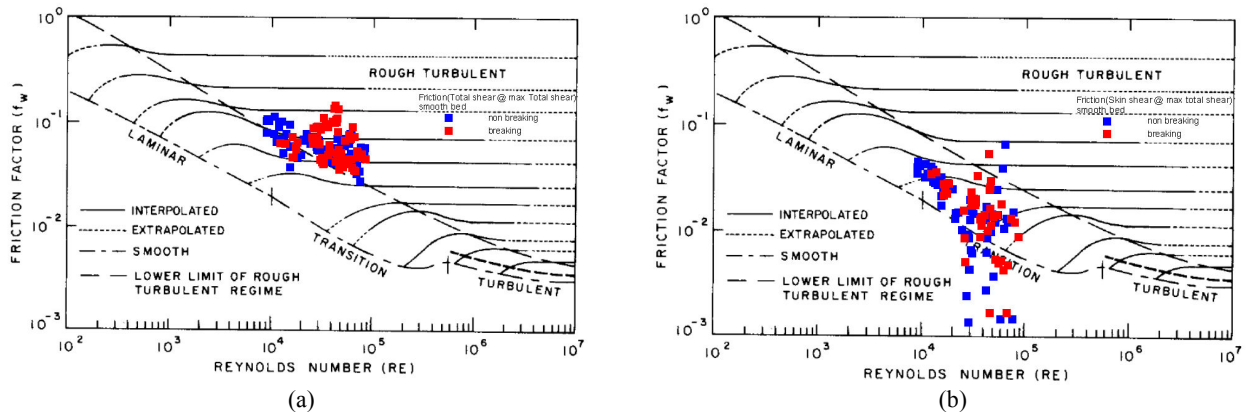 10⁰
10⁻¹
10⁻²
10⁻³
FRICTION FACTOR (f_w)
ROUGH TURBULENT
Friction(Total shear@ max Total shear)
smooth bed
non breaking
breaking
LAMINAR
TRANSITION
TURBULENT
INTERPOLATED
EXTRAPOLATED
SMOOTH
LOWER LIMIT OF ROUGH
TURBULENT REGIME
10² 10³ 10⁴ 10⁵ 10⁶ 10⁷
REYNOLDS NUMBER (RE)
(a)
10⁰
10⁻¹
10⁻²
10⁻³
FRICTION FACTOR (f_w)
ROUGH TURBULENT
Friction(Skin shear@ max total shear)
smooth bed
non breaking
breaking
LAMINAR
TRANSITION
TURBULENT
INTERPOLATED
EXTRAPOLATED
SMOOTH
LOWER LIMIT OF ROUGH
TURBULENT REGIME
10² 10³ 10⁴ 10⁵ 10⁶ 10⁷
REYNOLDS NUMBER (RE)
(b)